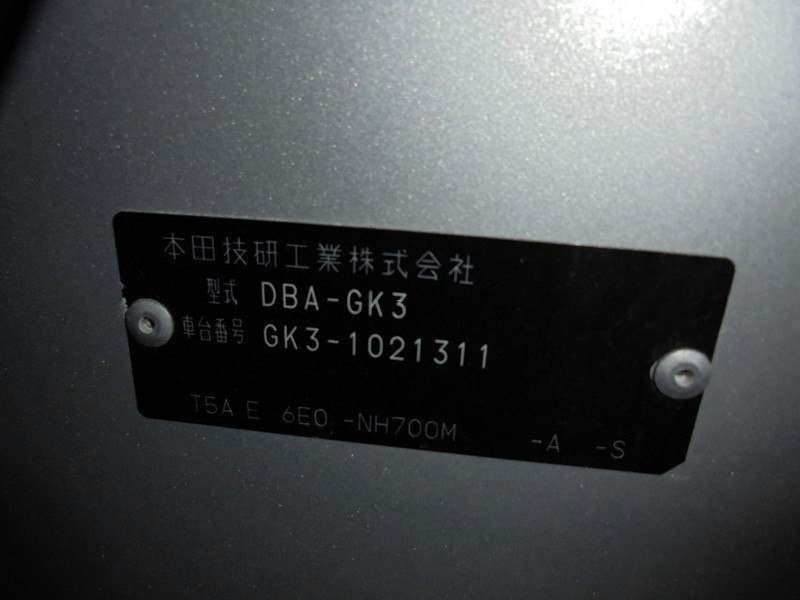 本田技研工業株式会社
型式 DBA-GK3
車台番号 GK3-1021311
T5A E 6E0 -NH700M -A -S